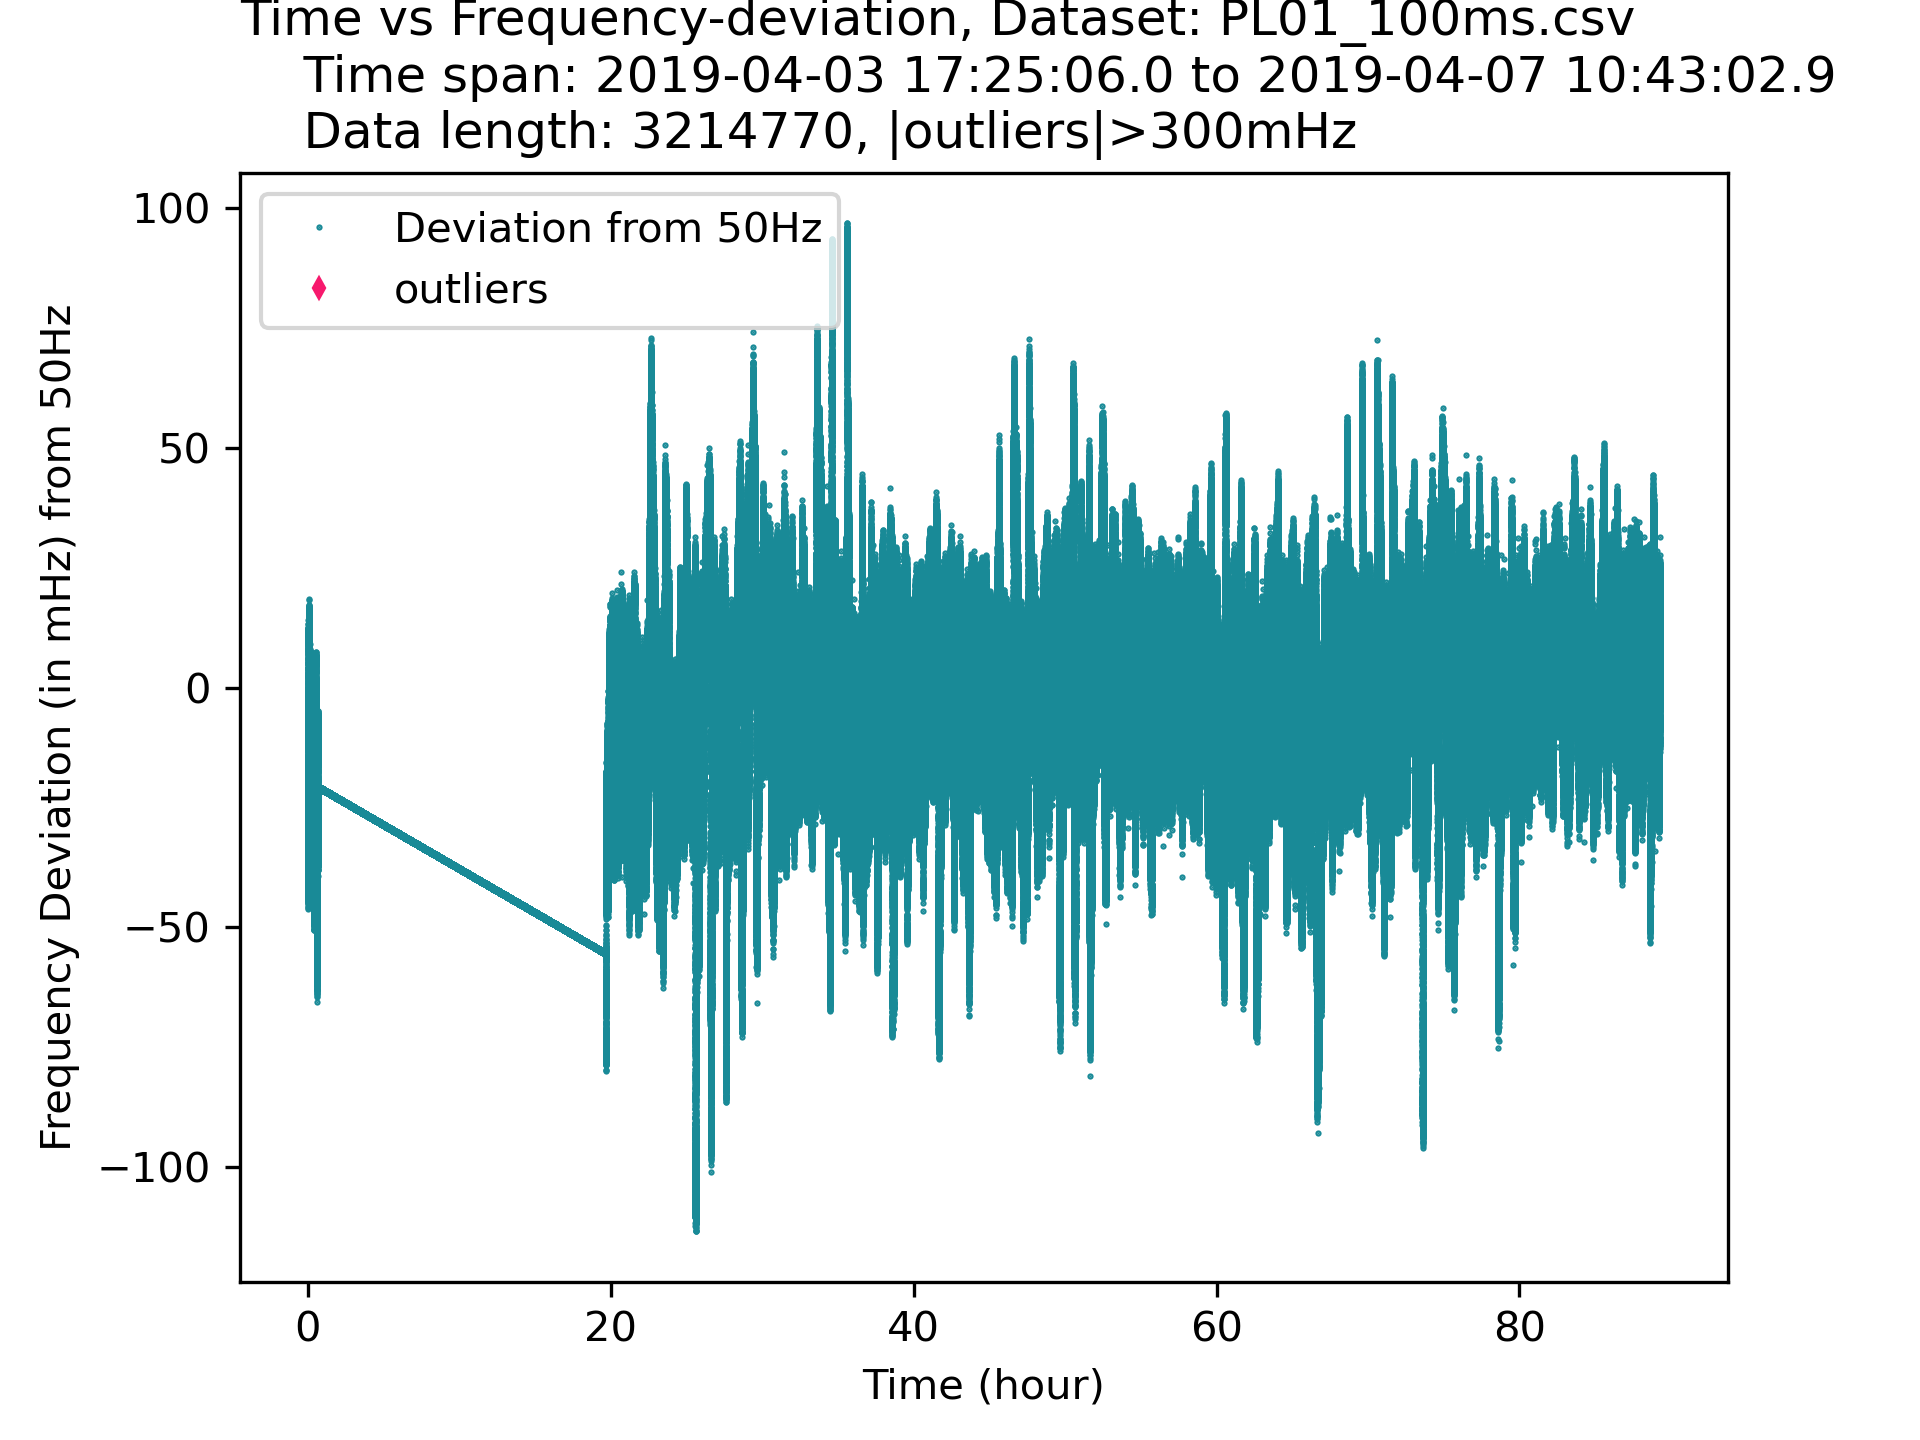 Time vs Frequency-deviation, Dataset: PL01_100ms.csv
Time span: 2019-04-03 17:25:06.0 to 2019-04-07 10:43:02.9
Data length: 3214770, |outliers|>300mHz
Deviation from 50Hz
outliers
Frequency Deviation (in mHz) from 50Hz
100
50
0
−50
−100
0
20
40
60
80
Time (hour)